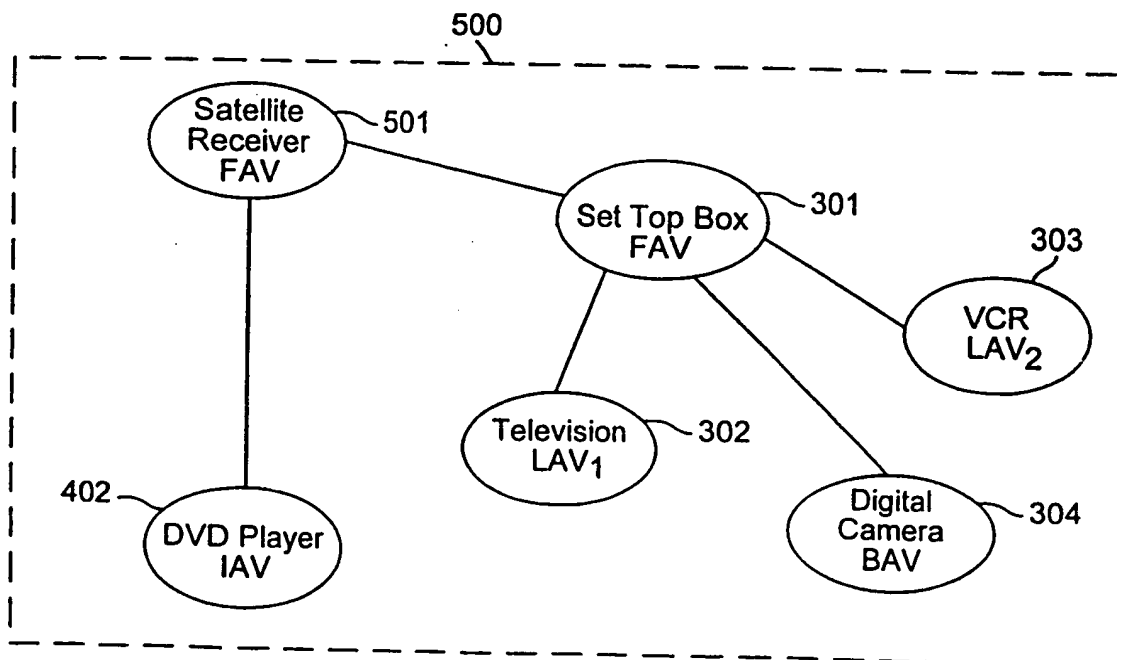 500
Satellite
Receiver
FAV
501
Set Top Box
FAV
301
303
VCR
LAV2
Television
LAV1
302
402
DVD Player
IAV
Digital
Camera
BAV
304